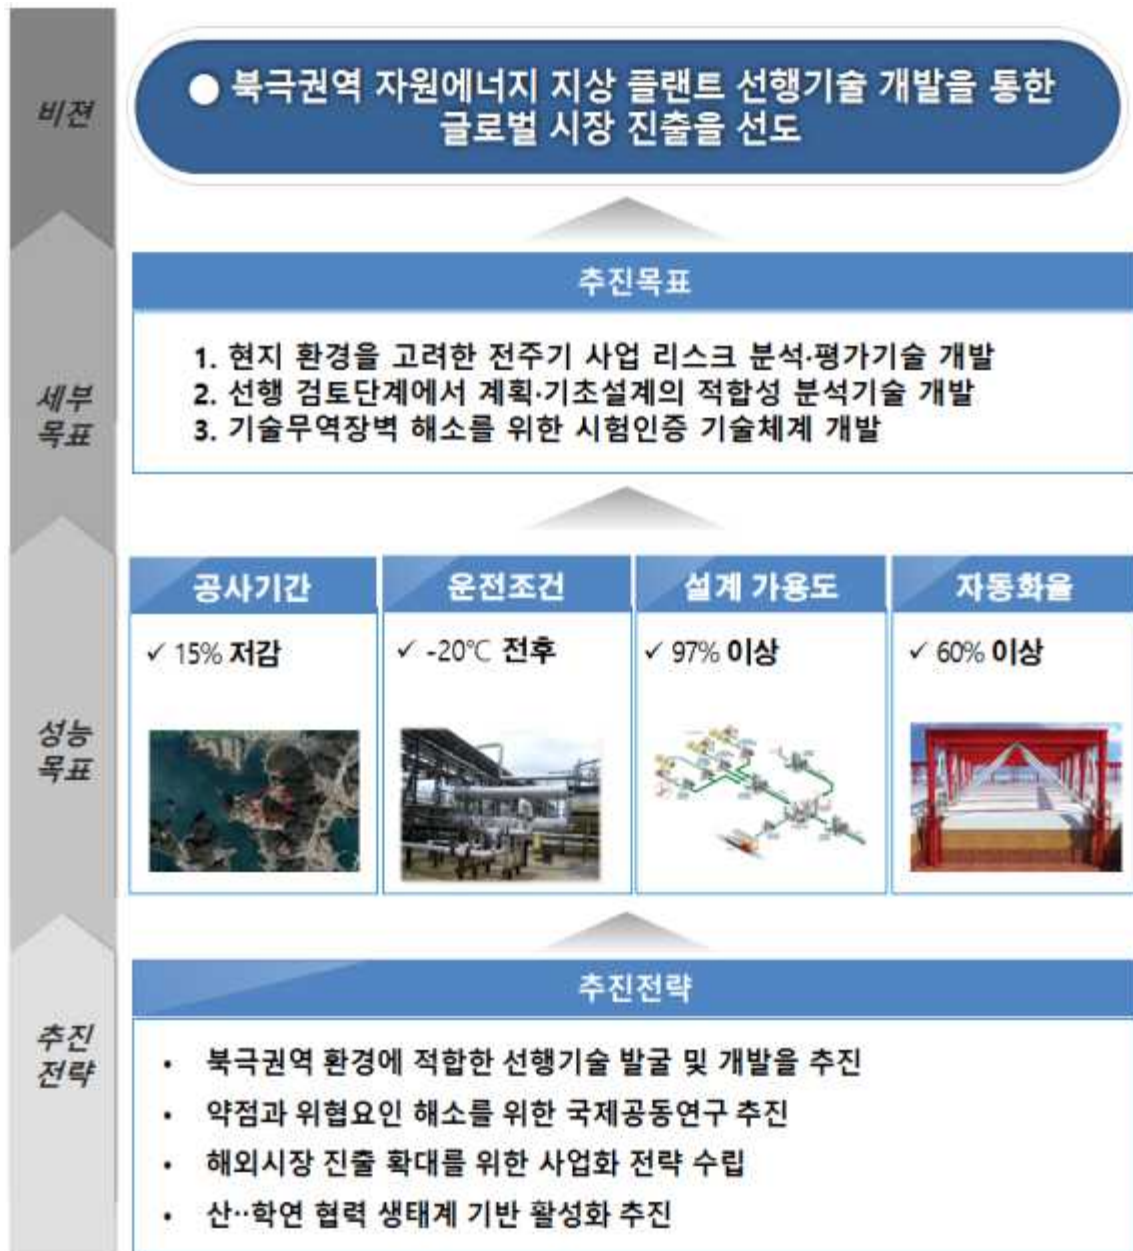 비젼
● 북극권역 자원에너지 지상 플랜트 선행기술 개발을 통한
글로벌 시장 진출을 선도
세부
목표
추진목표
1. 현지 환경을 고려한 전주기 사업 리스크 분석·평가기술 개발
2. 선행 검토단계에서 계획·기초설계의 적합성 분석기술 개발
3. 기술무역장벽 해소를 위한 시험인증 기술체계 개발
성능
목표
공사기간
✓ 15% 저감
운전조건
✓ -20℃ 전후
설계 가용도
✓ 97% 이상
자동화율
✓ 60% 이상
추진
전략
추진전략
• 북극권역 환경에 적합한 선행기술 발굴 및 개발을 추진
• 약점과 위협요인 해소를 위한 국제공동연구 추진
• 해외시장 진출 확대를 위한 사업화 전략 수립
• 산··학연 협력 생태계 기반 활성화 추진